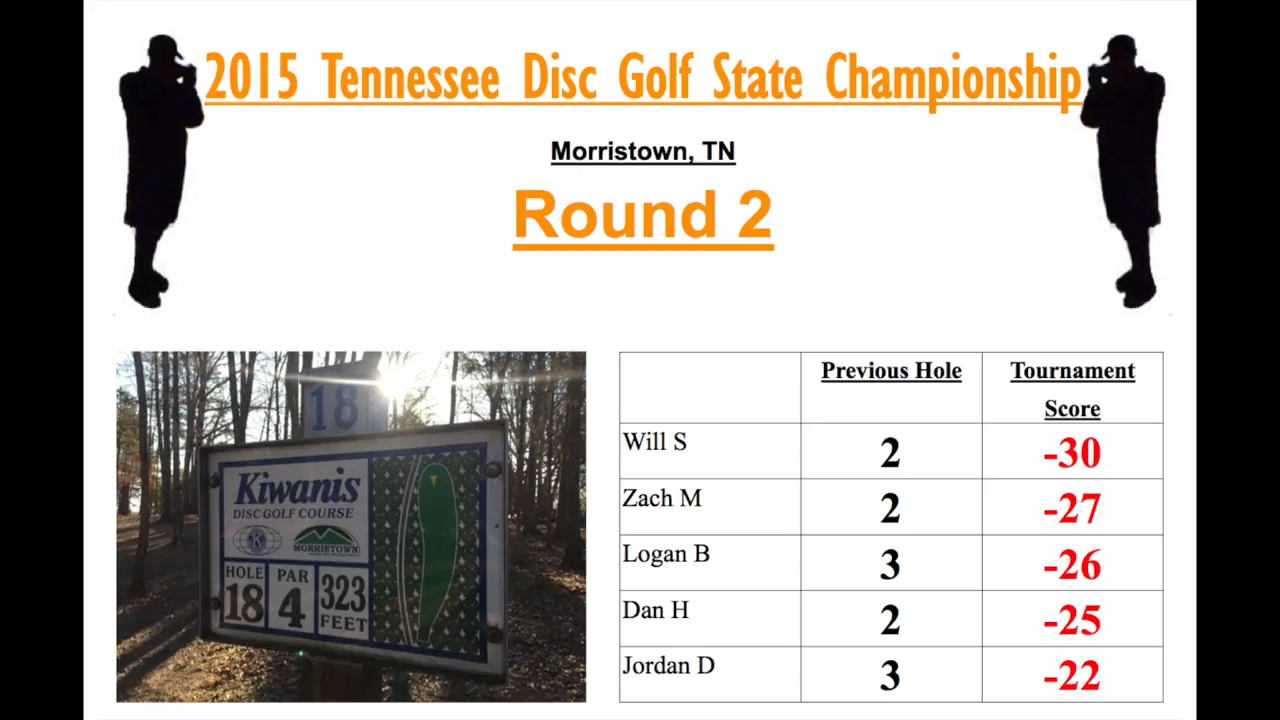 2015 Tennessee Disc Golf State Championship
Morristown, TN
Round 2
18
Kiwanis
DISC GOLF COURSE
K
MORRISTOWN
HOLE 18
PAR 4
323 FEET
Previous Hole
Tournament
Score
Will S 2 -30
Zach M 2 -27
Logan B 3 -26
Dan H 2 -25
Jordan D 3 -22